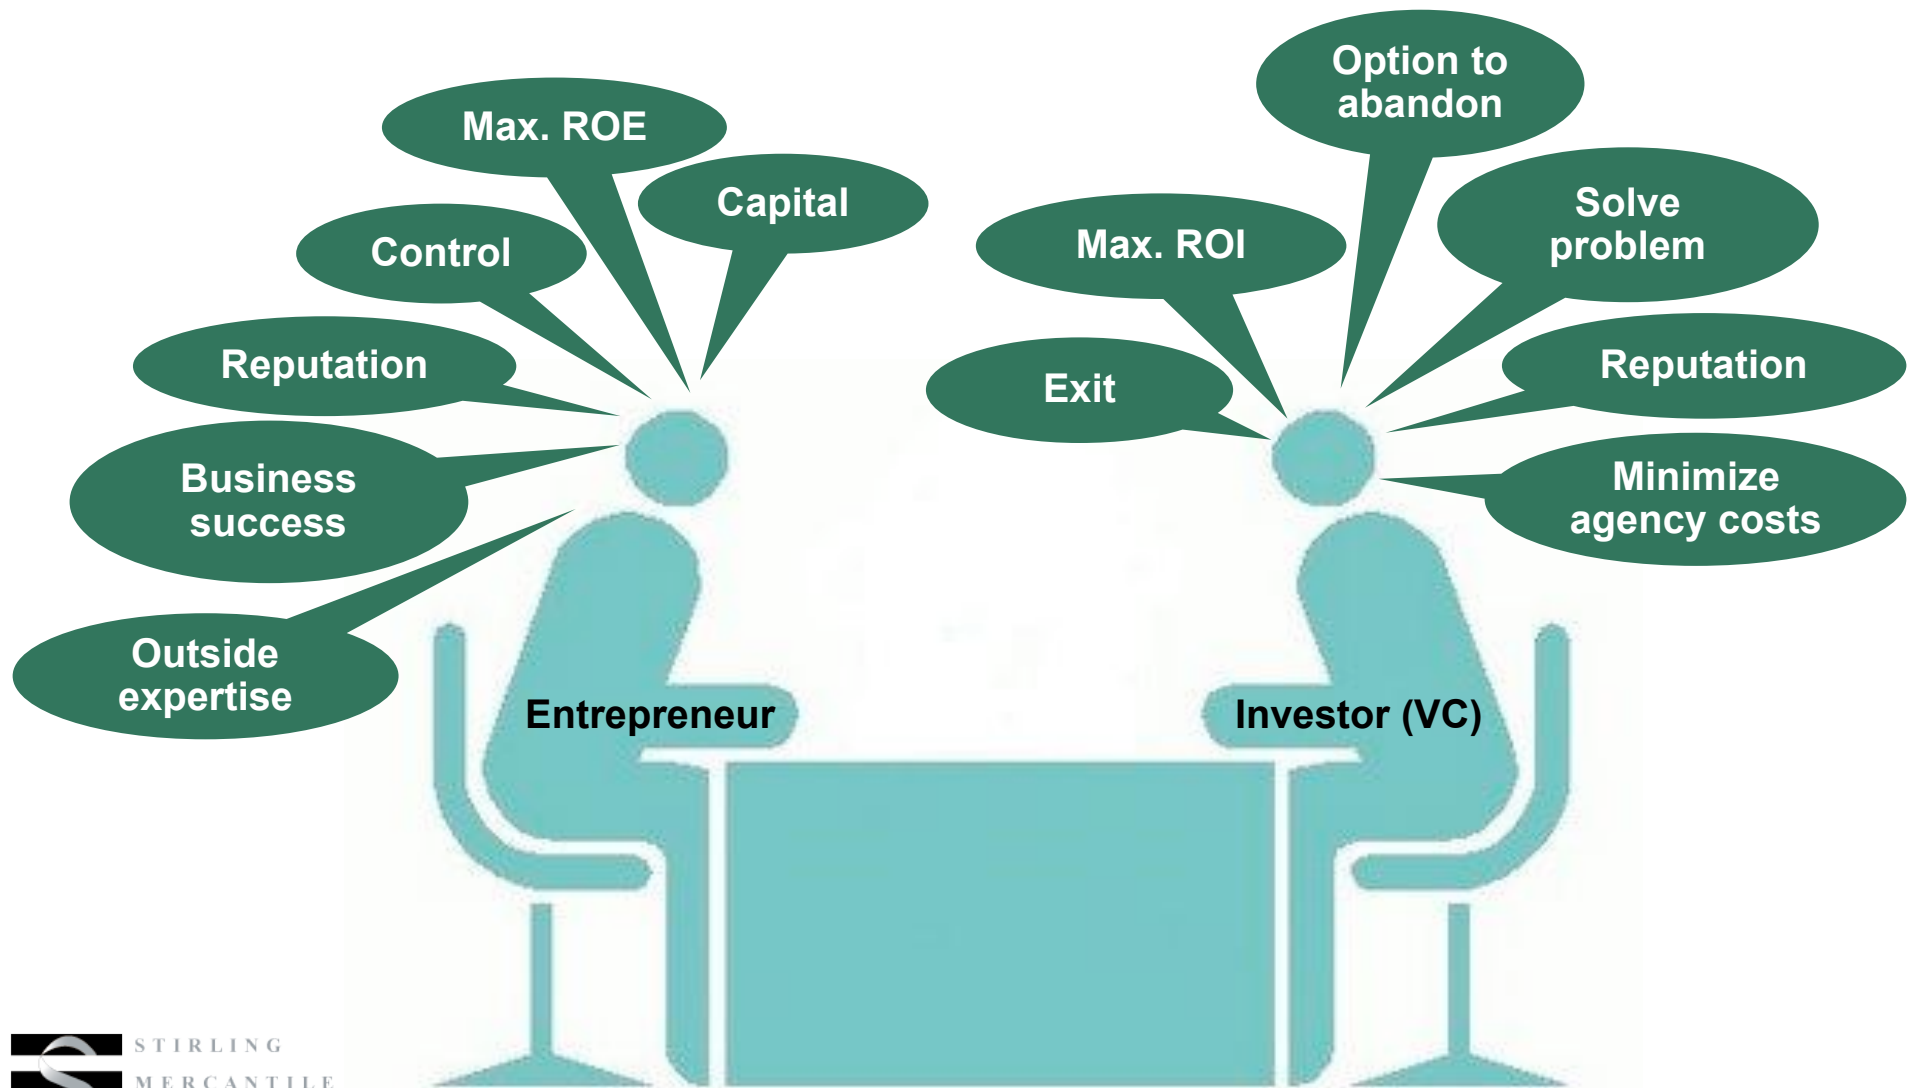 Option to
abandon
Max. ROE
Capital
Solve
problem
Control
Max. ROI
Reputation
Exit
Reputation
Business
success
Minimize
agency costs
Outside
expertise
Entrepreneur
Investor (VC)
STIRLING
MERCANTILE